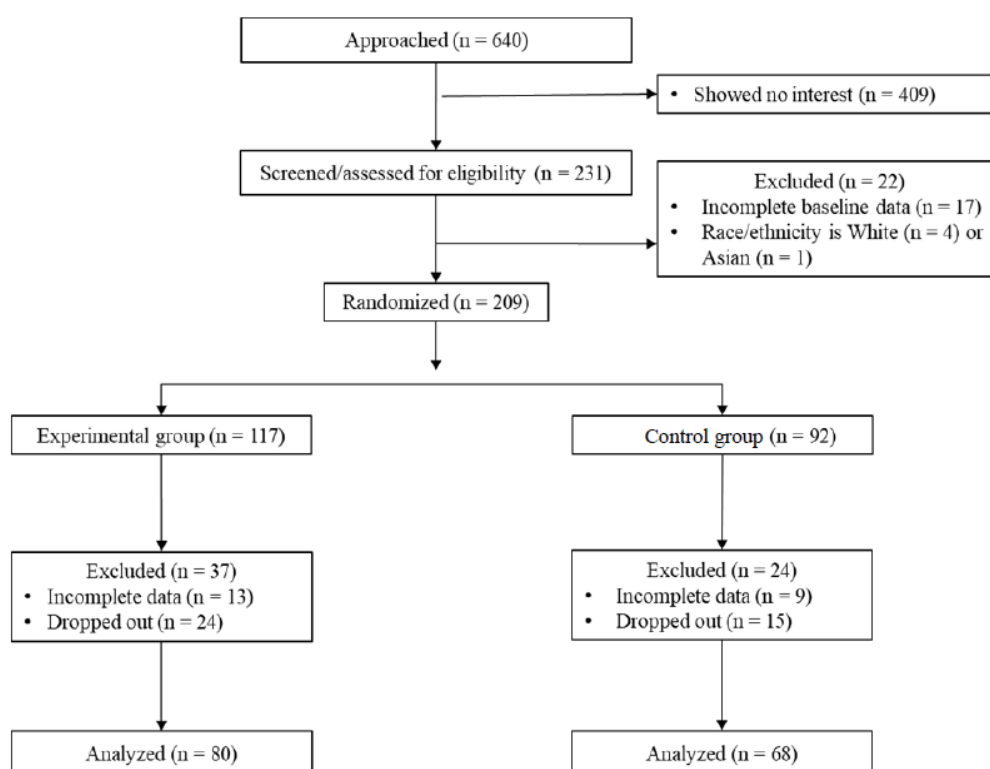 Approached (n = 640)
• Showed no interest (n = 409)
Screened/assessed for eligibility (n = 231)
Excluded (n = 22)
• Incomplete baseline data (n = 17)
• Race/ethnicity is White (n = 4) or
Asian (n = 1)
Randomized (n = 209)
Experimental group (n = 117)
Control group (n = 92)
Excluded (n = 37)
• Incomplete data (n = 13)
• Dropped out (n = 24)
Excluded (n = 24)
• Incomplete data (n = 9)
• Dropped out (n = 15)
Analyzed (n = 80)
Analyzed (n = 68)